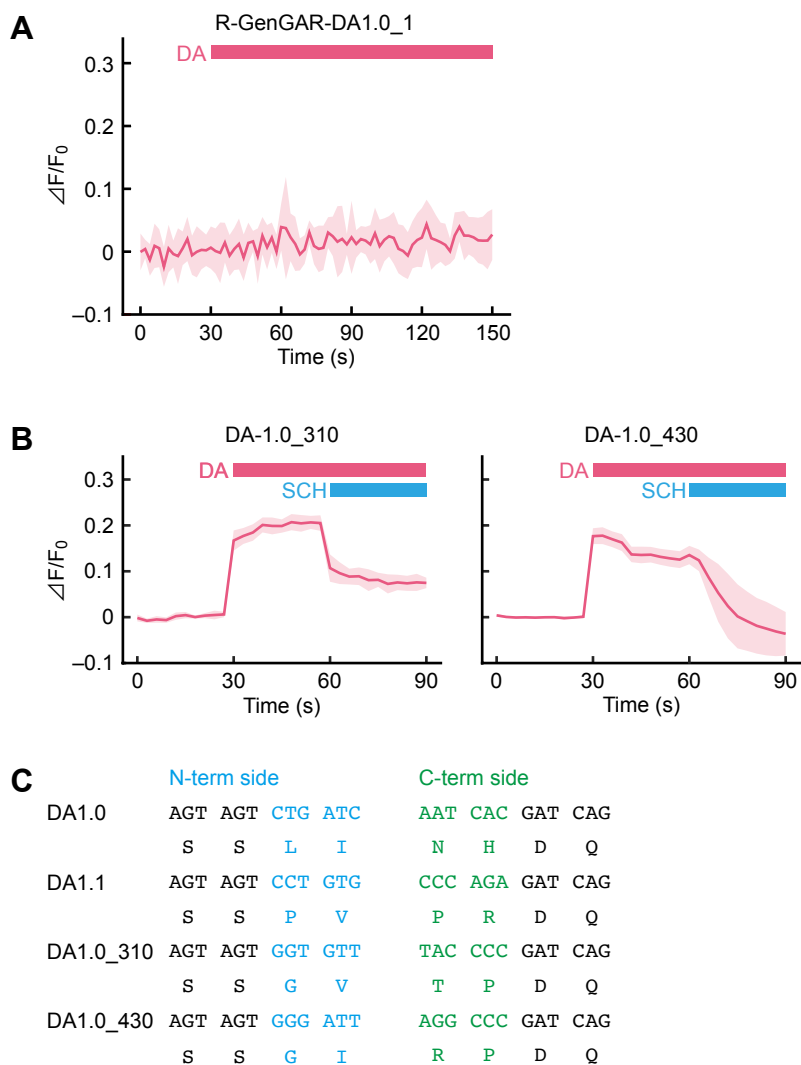 A
R-GenGAR-DA1.0_1
DA
0.3
0.2
0.1
0
–0.1
⊿F/F0
0 30 60 90 120 150
Time (s)
B
DA-1.0_310
DA
SCH
0.3
0.2
0.1
0
–0.1
⊿F/F0
0 30 60 90
Time (s)
DA-1.0_430
DA
SCH
0 30 60 90
Time (s)
C
N-term side C-term side
DA1.0 AGT AGT CTG ATC AAT CAC GAT CAG
S S L I N H D Q
DA1.1 AGT AGT CCT GTG CCC AGA GAT CAG
S S P V P R D Q
DA1.0_310 AGT AGT GGT GTT TAC CCC GAT CAG
S S G V T P D Q
DA1.0_430 AGT AGT GGG ATT AGG CCC GAT CAG
S S G I R P D Q